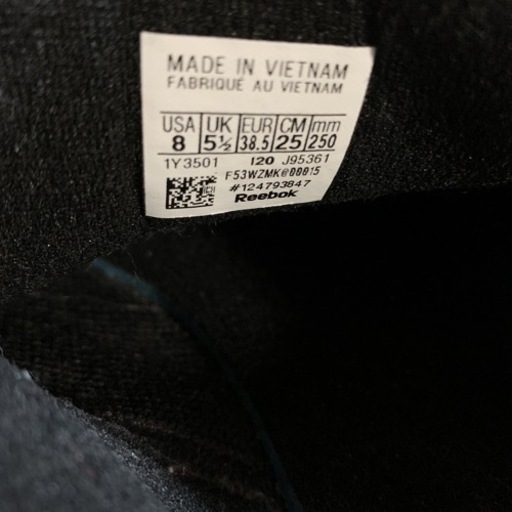 MADE IN VIETNAM
FABRIQUÉ AU VIETNAM
USA UK EUR CM mm
8 5½ 38.5 25 250
1Y3501 120 J95361
F53WZMK@00015
#124793847
Reebok